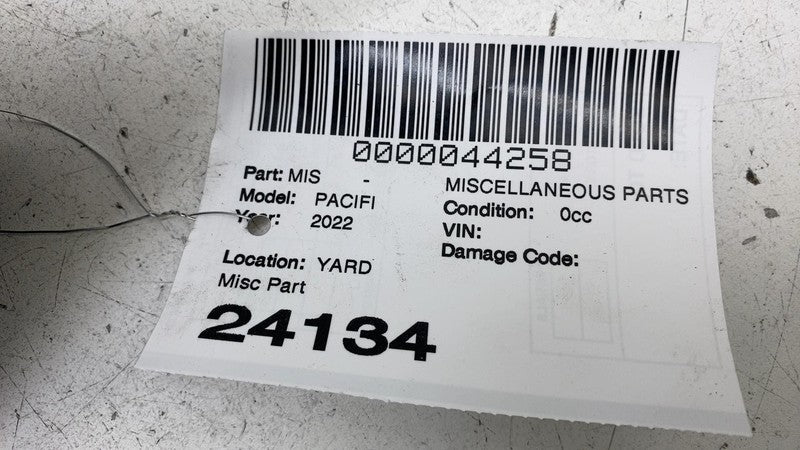 0000044258
Part: MIS - MISCELLANEOUS PARTS
Model: PACIFI Condition: 0cc
Year: 2022 VIN:
Damage Code:
Location: YARD
Misc Part
24134